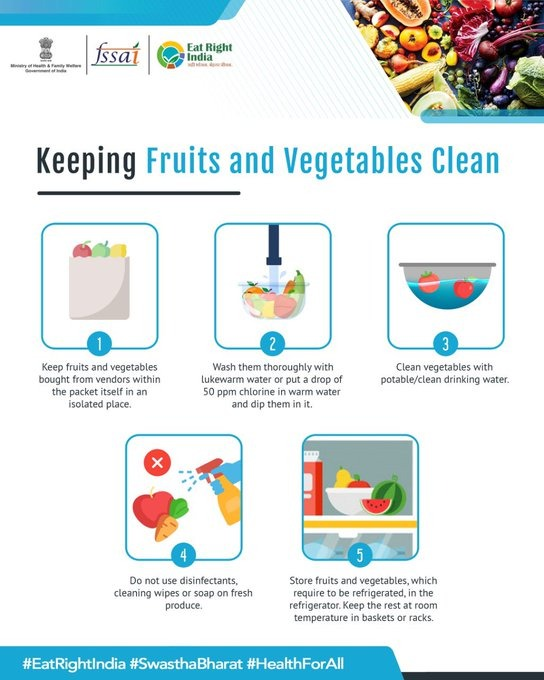 Ministry of Health & Family Welfare
Government of India
fssai
Eat Right
India
सही भोजन. बेहतर जीवन.
Keeping Fruits and Vegetables Clean
1
Keep fruits and vegetables
bought from vendors within
the packet itself in an
isolated place.
2
Wash them thoroughly with
lukewarm water or put a drop of
50 ppm chlorine in warm water
and dip them in it.
3
Clean vegetables with
potable/clean drinking water.
4
Do not use disinfectants,
cleaning wipes or soap on fresh
produce.
5
Store fruits and vegetables, which
require to be refrigerated, in the
refrigerator. Keep the rest at room
temperature in baskets or racks.
#EatRightIndia #SwasthaBharat #HealthForAll